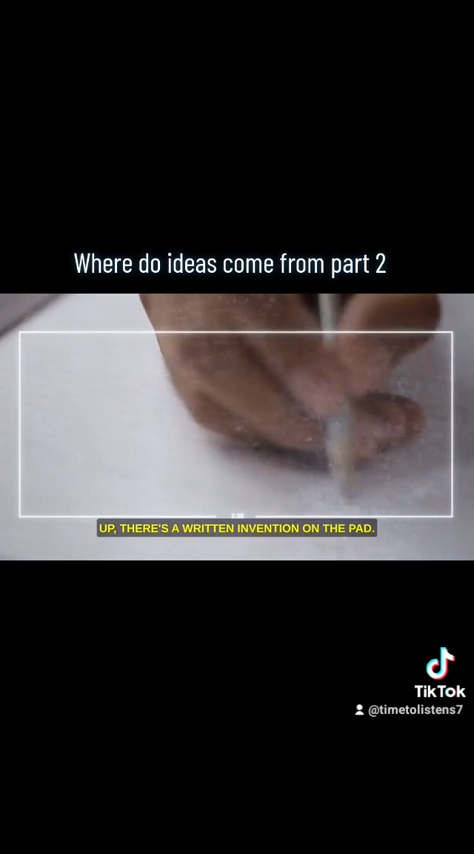 Where do ideas come from part 2
UP, THERE'S A WRITTEN INVENTION ON THE PAD.
TikTok
@timetolistens7